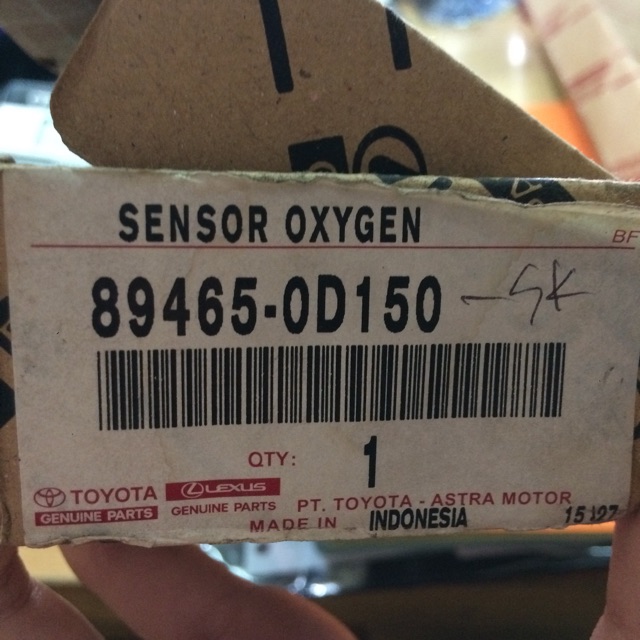 SENSOR OXYGEN
BF
89465-0D150 -SK
QTY: 1
TOYOTA
GENUINE PARTS
LEXUS
GENUINE PARTS
PT. TOYOTA - ASTRA MOTOR
MADE IN INDONESIA